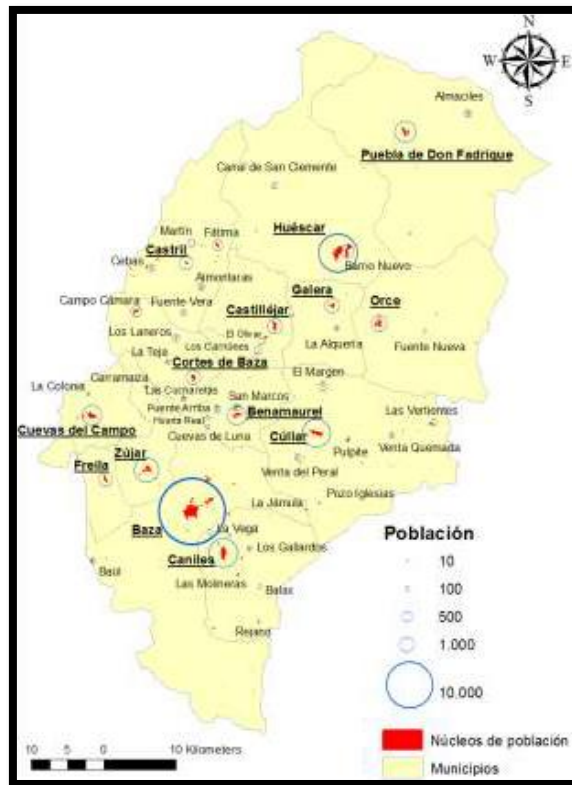 N
W E
S
Almaciles
Puebla de Don Fadrique
Canal de San Clemente
Huéscar
Martín
Fátima
Castril
Barrio Nuevo
Cebas
Almontaras
Galera
Orce
Campo Cámara
Fuente Vera
Castilléjar
Los Laneros
El Olivar
La Alquería
Fuente Nueva
Los Carriones
La Teja
Cortes de Baza
El Margen
Carramaiza
La Colonia
Las Cucharetas
San Marcos
Puente Arriba
Benamaurel
Las Vertientes
Huerta Real
Cuevas del Campo
Cuevas de Luna
Cúllar
Pulpite
Venta Quemada
Zújar
Freila
Venta del Peral
La Jámula
Pozo Iglesias
Baza
La Vega
Caniles
Los Gallardos
Baúl
Las Molineras
Balax
Rejano
Población
10
100
500
1.000
10.000
10 5 0 10 Kilometers
Núcleos de población
Municipios